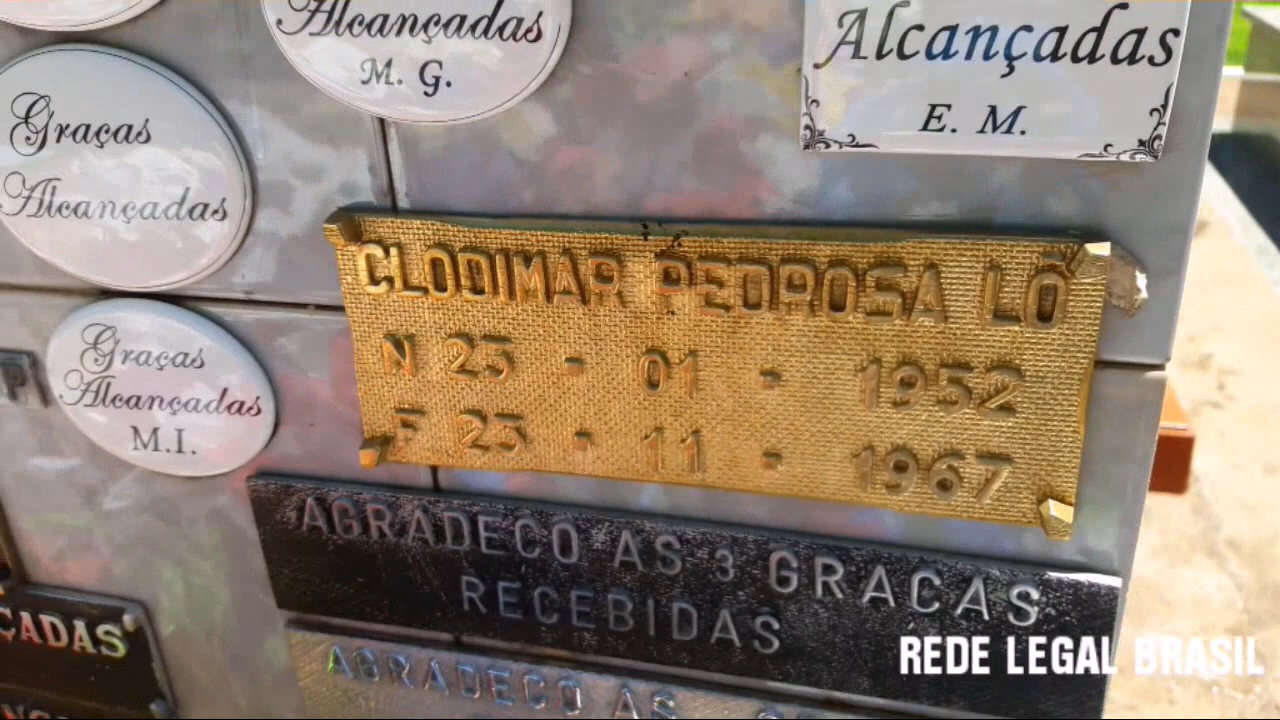 Alcançadas
M. G.
Alcançadas
E. M.
Graças
Alcançadas
Graças
Alcançadas
M.I.
P
CLODIMAR PEDROSA LÔ
N 23 - 01 - 1952
F 23 - 11 - 1967
AGRADEÇO AS 3 GRAÇAS
RECEBIDAS
ÇADAS
AGRADEÇO AS
REDE LEGAL BRASIL